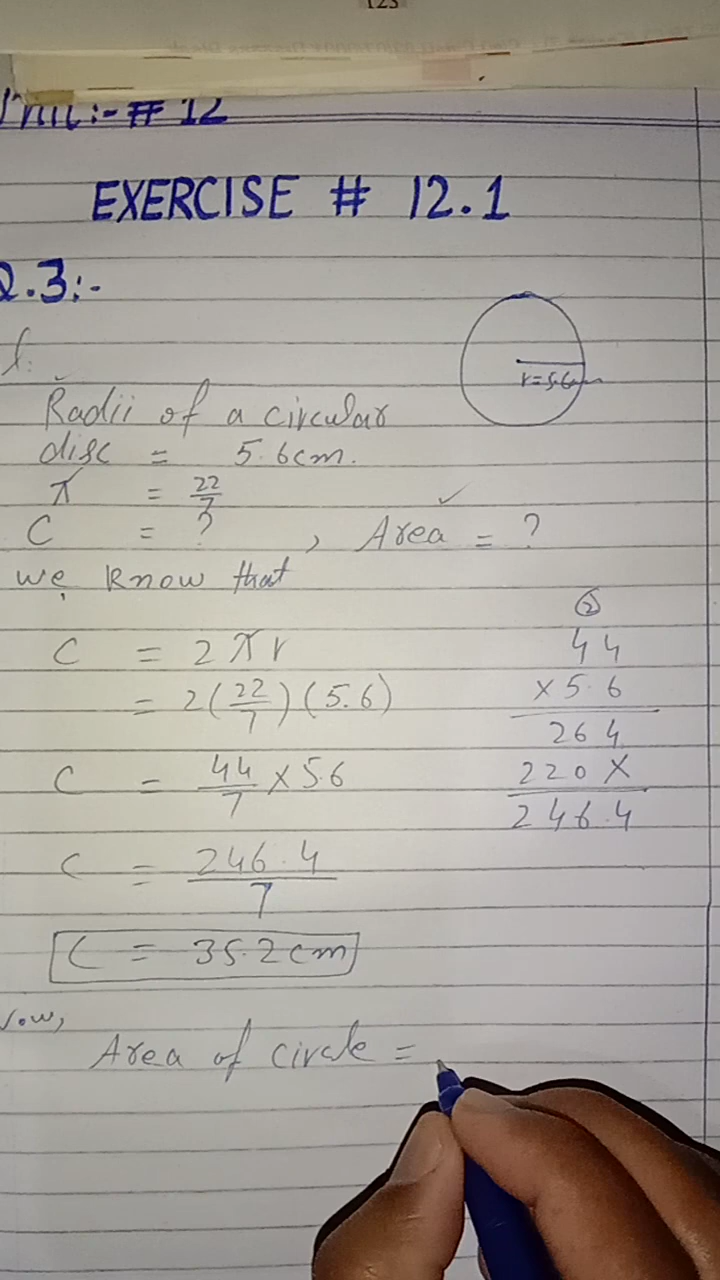 123
Unit:- # 12
EXERCISE # 12.1
Q.3:-
r=5.6cm
Radii of a circular
disc = 5.6cm.
π = 22/7
C = ? , Area = ?
we know that
C = 2πr
= 2(22/7)(5.6)
C = 44/7 × 5.6
C = 246.4/7
C = 35.2cm
②
44
×5.6
264
220×
246.4
Now,
Area of circle =